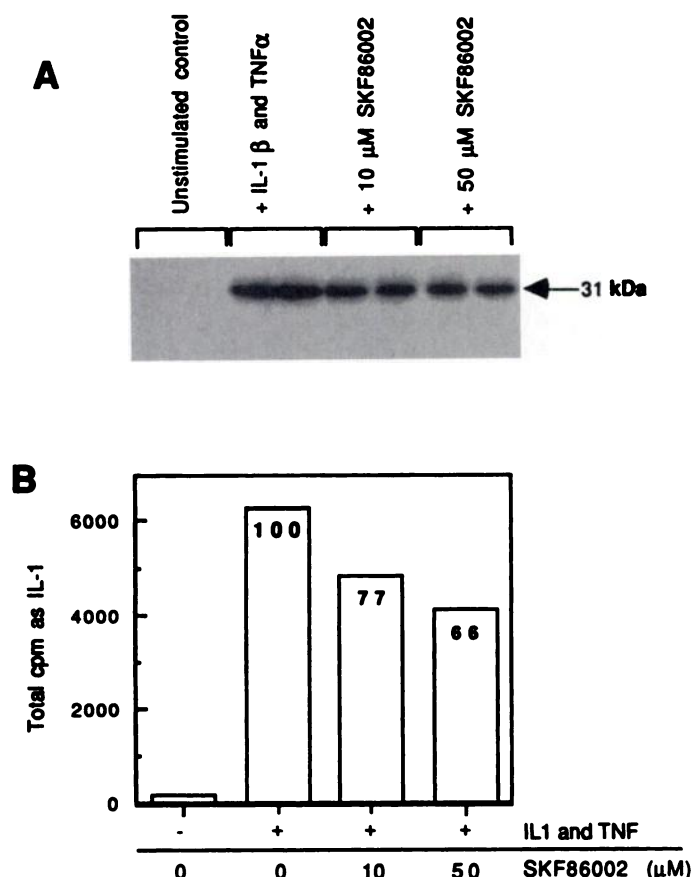 A
Unstimulated control
+ IL-1 β and TNFα
+ 10 μM SKF86002
+ 50 μM SKF86002
31 kDa
B
Total cpm as IL-1
6000
4000
2000
0
100
77
66
- + + + IL1 and TNF
0 0 10 50 SKF86002 (μM)